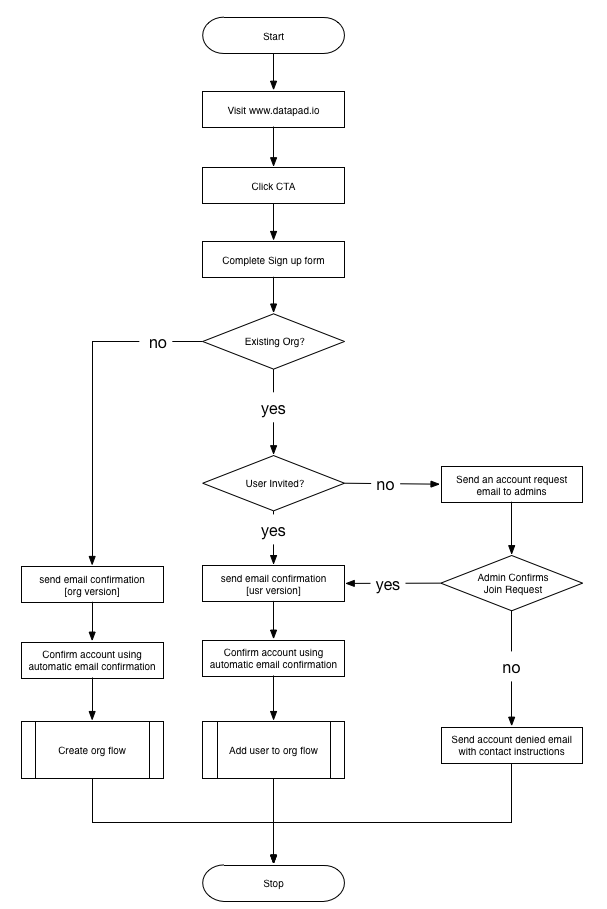 Start
Visit www.datapad.io
Click CTA
Complete Sign up form
Existing Org?
no
yes
User Invited?
no
Send an account request
email to admins
yes
send email confirmation
[org version]
send email confirmation
[usr version]
yes
Admin Confirms
Join Request
Confirm account using
automatic email confirmation
Confirm account using
automatic email confirmation
no
Create org flow
Add user to org flow
Send account denied email
with contact instructions
Stop